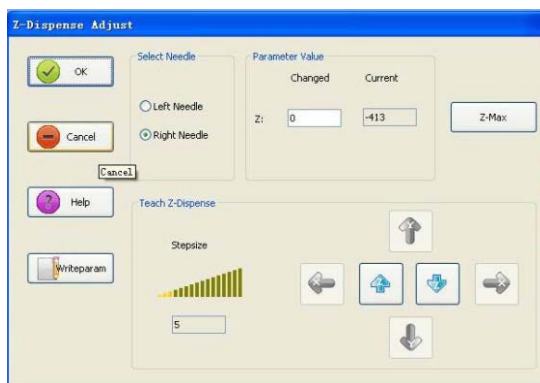 Z-Dispense Adjust
OK
Cancel
Cancel
Help
Writeparam
Select Needle
Left Needle
Right Needle
Parameter Value
Changed Current
Z: 0 -413
Z-Max
Teach Z-Dispense
Stepsize
5